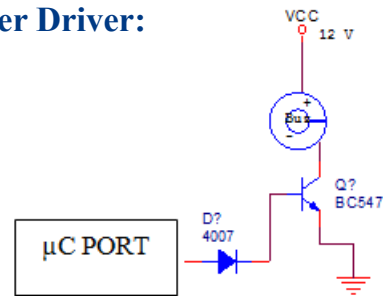 er Driver:
VCC
12 V
+
Buz
-
Q?
BC547
D?
4007
µC PORT